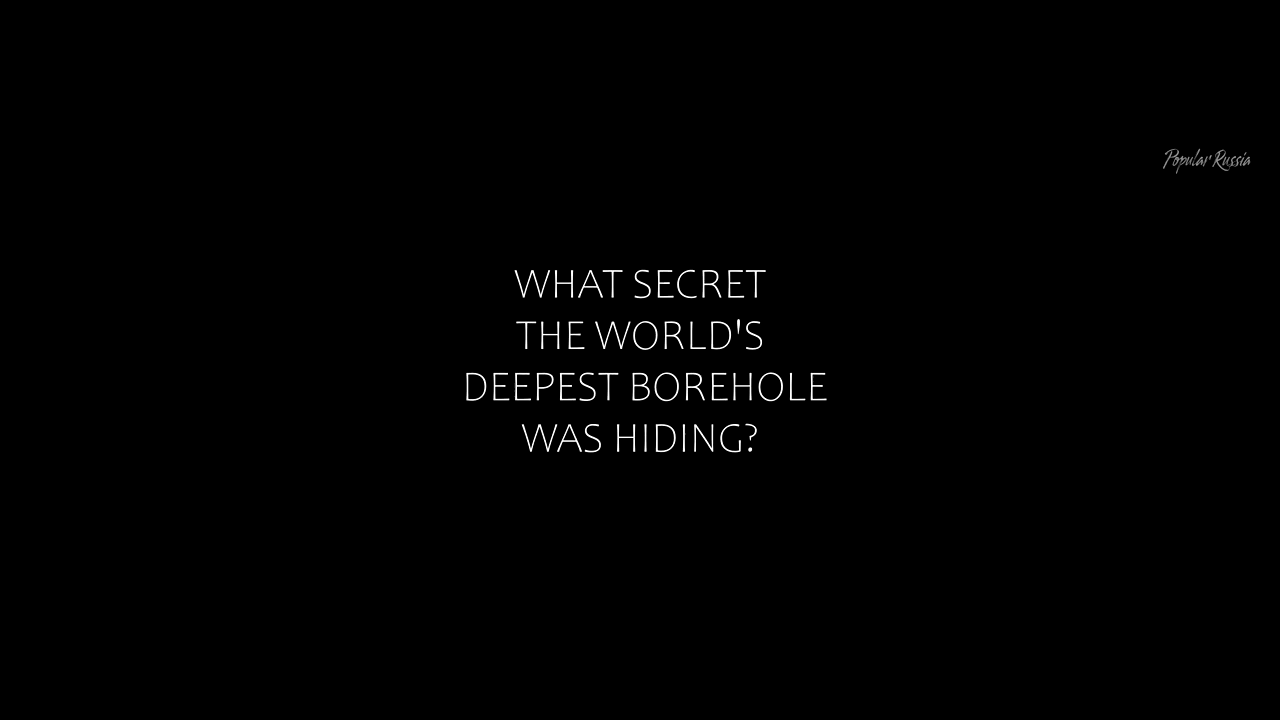 Popular Russia
WHAT SECRET
THE WORLD'S
DEEPEST BOREHOLE
WAS HIDING?